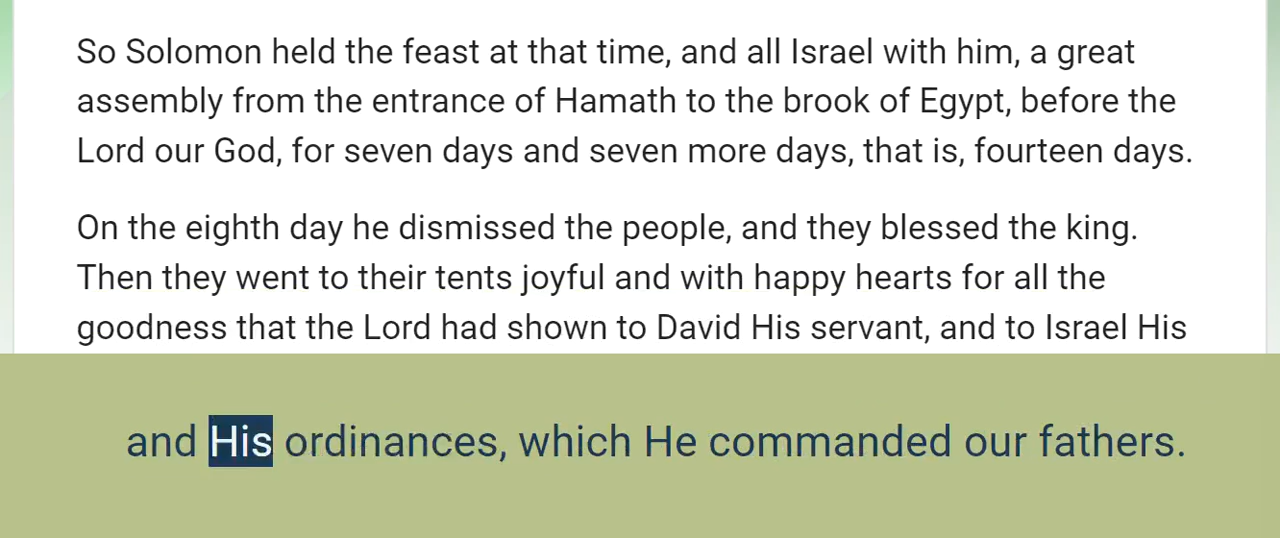 So Solomon held the feast at that time, and all Israel with him, a great
assembly from the entrance of Hamath to the brook of Egypt, before the
Lord our God, for seven days and seven more days, that is, fourteen days.
On the eighth day he dismissed the people, and they blessed the king.
Then they went to their tents joyful and with happy hearts for all the
goodness that the Lord had shown to David His servant, and to Israel His
and His ordinances, which He commanded our fathers.